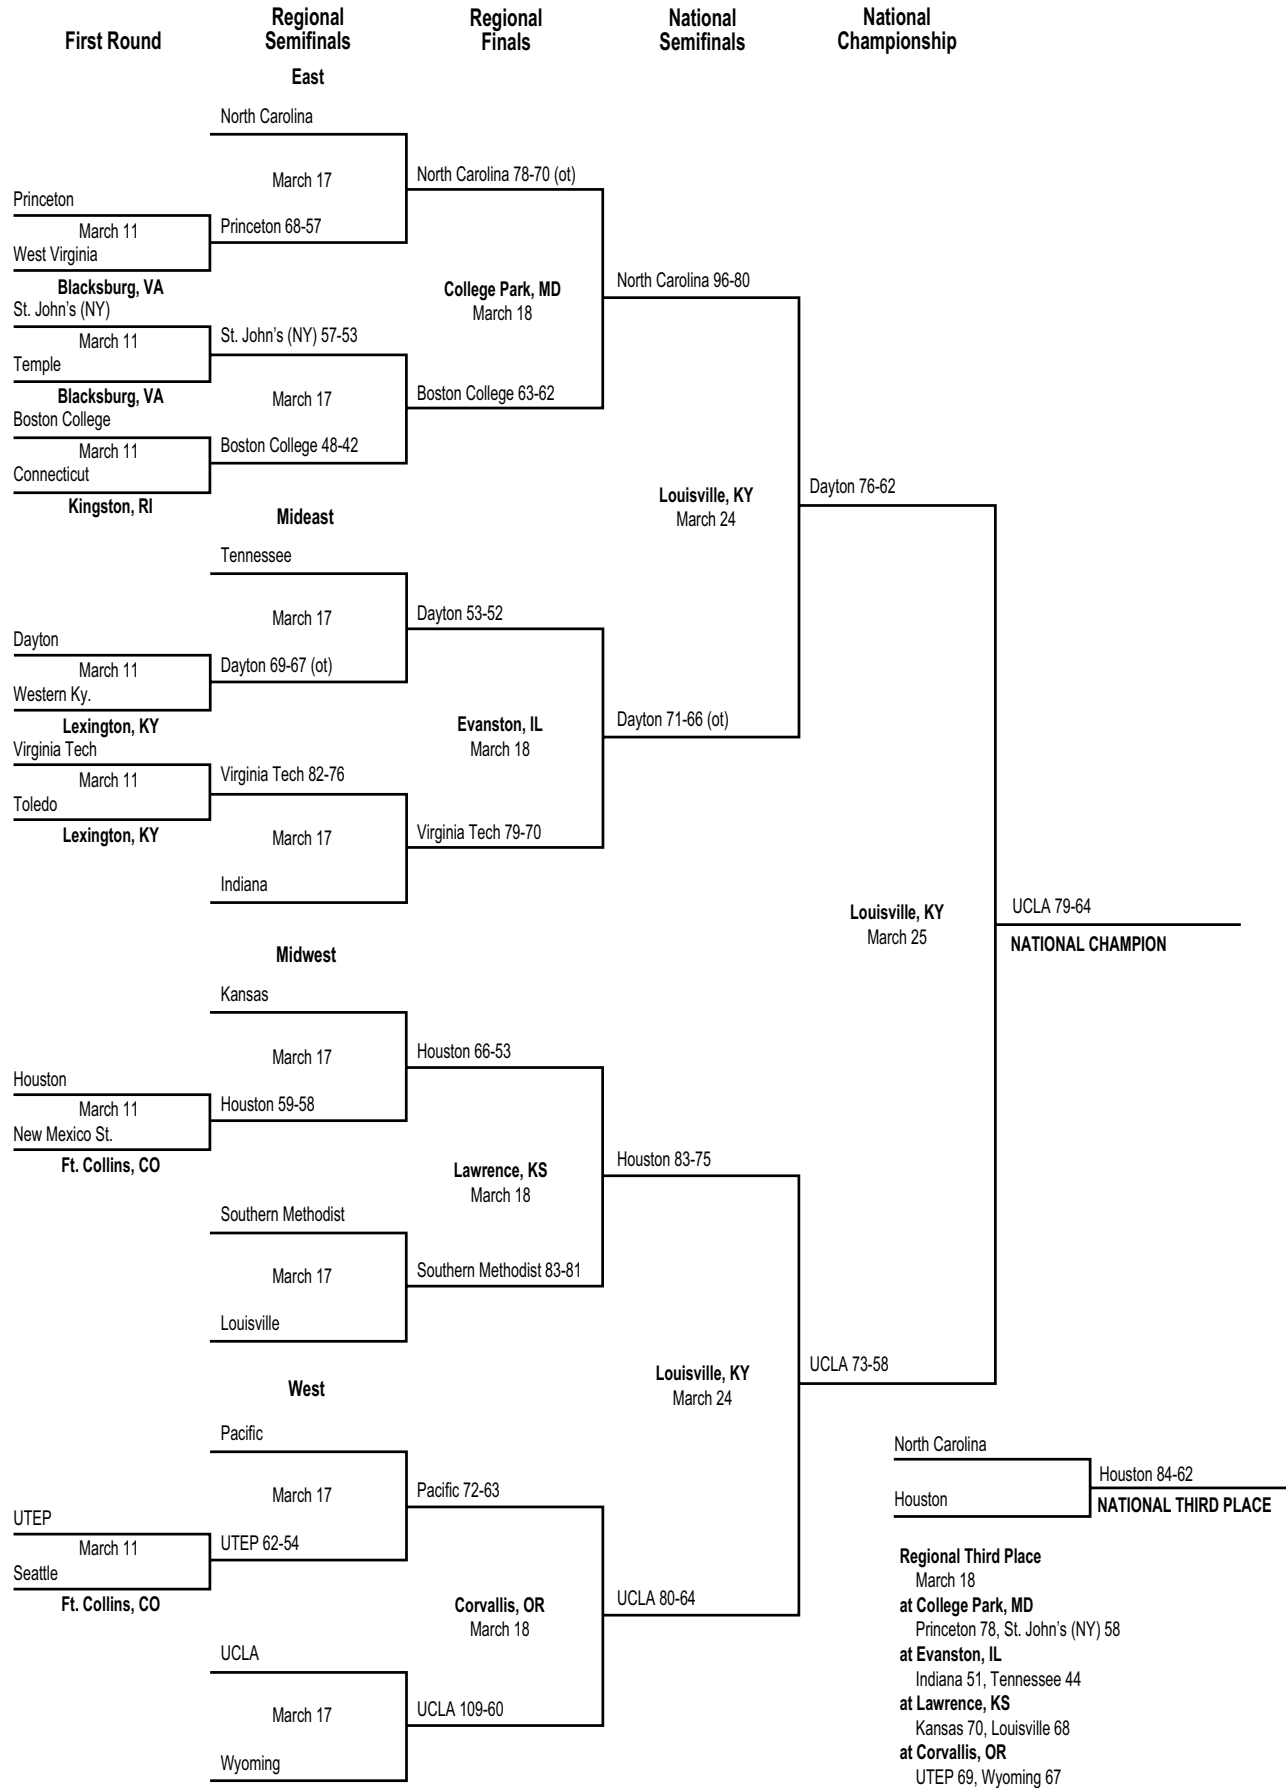 First Round
Regional
Semifinals
Regional
Finals
National
Semifinals
National
Championship
East
North Carolina
March 17
North Carolina 78-70 (ot)
Princeton
March 11
Princeton 68-57
West Virginia
Blacksburg, VA
College Park, MD
March 18
North Carolina 96-80
St. John's (NY)
March 11
St. John's (NY) 57-53
Temple
Blacksburg, VA
March 17
Boston College 63-62
Boston College
March 11
Boston College 48-42
Connecticut
Kingston, RI
Louisville, KY
March 24
Dayton 76-62
Mideast
Tennessee
March 17
Dayton 53-52
Dayton
March 11
Dayton 69-67 (ot)
Western Ky.
Lexington, KY
Evanston, IL
March 18
Dayton 71-66 (ot)
Virginia Tech
March 11
Virginia Tech 82-76
Toledo
Lexington, KY
March 17
Virginia Tech 79-70
Indiana
Louisville, KY
March 25
UCLA 79-64
NATIONAL CHAMPION
Midwest
Kansas
March 17
Houston 66-53
Houston
March 11
Houston 59-58
New Mexico St.
Ft. Collins, CO
Lawrence, KS
March 18
Houston 83-75
Southern Methodist
March 17
Southern Methodist 83-81
Louisville
Louisville, KY
March 24
UCLA 73-58
West
Pacific
March 17
Pacific 72-63
UTEP
March 11
UTEP 62-54
Seattle
Ft. Collins, CO
Corvallis, OR
March 18
UCLA 80-64
UCLA
March 17
UCLA 109-60
Wyoming
North Carolina
Houston
Houston 84-62
NATIONAL THIRD PLACE
Regional Third Place
March 18
at College Park, MD
Princeton 78, St. John's (NY) 58
at Evanston, IL
Indiana 51, Tennessee 44
at Lawrence, KS
Kansas 70, Louisville 68
at Corvallis, OR
UTEP 69, Wyoming 67